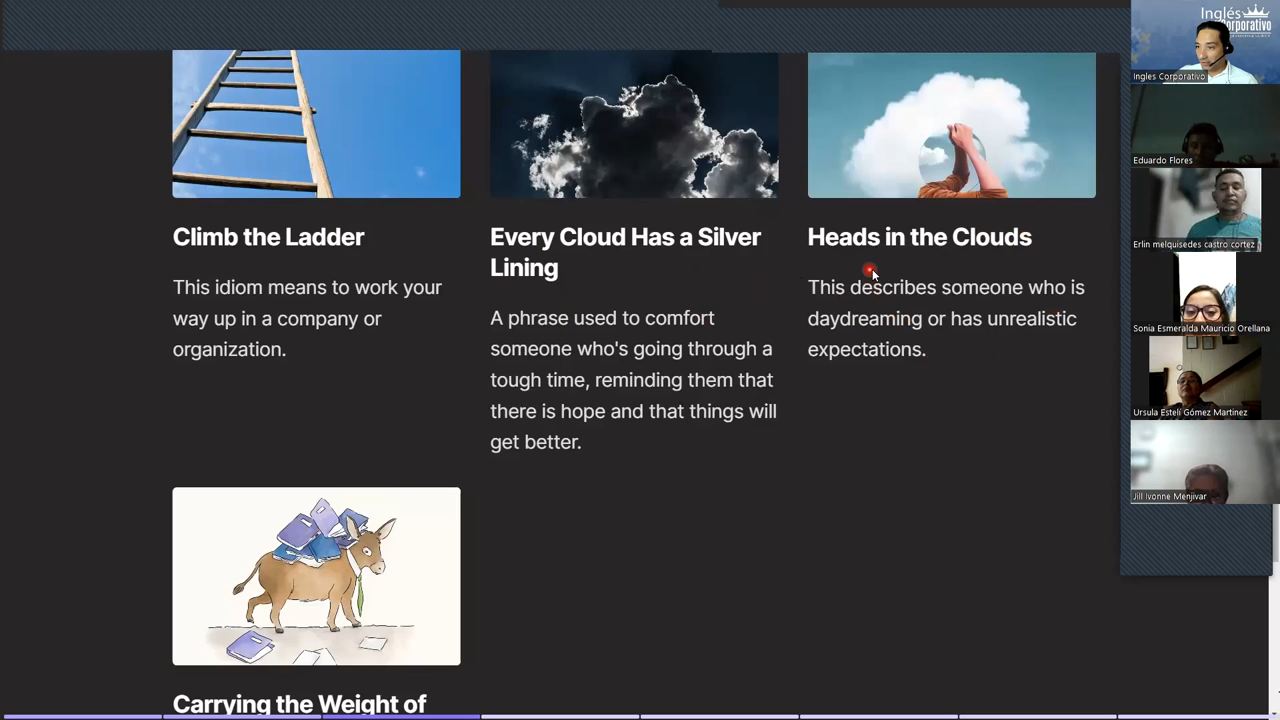 Climb the Ladder
This idiom means to work your
way up in a company or
organization.
Every Cloud Has a Silver
Lining
A phrase used to comfort
someone who's going through a
tough time, reminding them that
there is hope and that things will
get better.
Heads in the Clouds
This describes someone who is
daydreaming or has unrealistic
expectations.
Carrying the Weight of
Inglés
Corporativo
Ingles Corporativo
Eduardo Flores
Erlin melquisedes castro cortez
Sonia Esmeralda Mauricio Orellana
Ursula Estelí Gómez Martinez
Jill Ivonne Menjivar